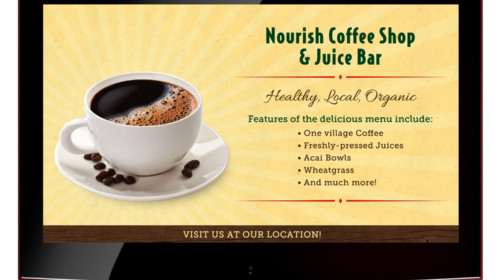 Nourish Coffee Shop
& Juice Bar
Healthy, Local, Organic
Features of the delicious menu include:
• One village Coffee
• Freshly-pressed Juices
• Acai Bowls
• Wheatgrass
• And much more!
VISIT US AT OUR LOCATION!